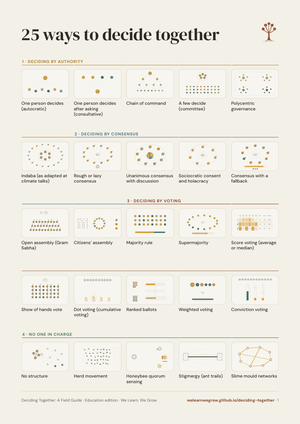 25 ways to decide together
1 · DECIDING BY AUTHORITY
One person decides
(autocratic)
One person decides
after asking
(consultative)
Chain of command
A few decide
(committee)
Polycentric
governance
2 · DECIDING BY CONSENSUS
Indaba (as adapted at
climate talks)
Rough or lazy
consensus
Unanimous consensus
with discussion
Sociocratic consent
and holacracy
Consensus with a
fallback
3 · DECIDING BY VOTING
Open assembly (Gram
Sabha)
Citizens' assembly
Majority rule
Supermajority
Score voting (average
or median)
Show of hands vote
Dot voting (cumulative
voting)
Ranked ballots
Weighted voting
Conviction voting
4 · NO ONE IN CHARGE
No structure
Herd movement
Honeybee quorum
sensing
Stigmergy (ant trails)
Slime mould networks
Deciding Together: A Field Guide · Education edition · We Learn, We Grow
welearnwegrow.github.io/deciding-together · 1